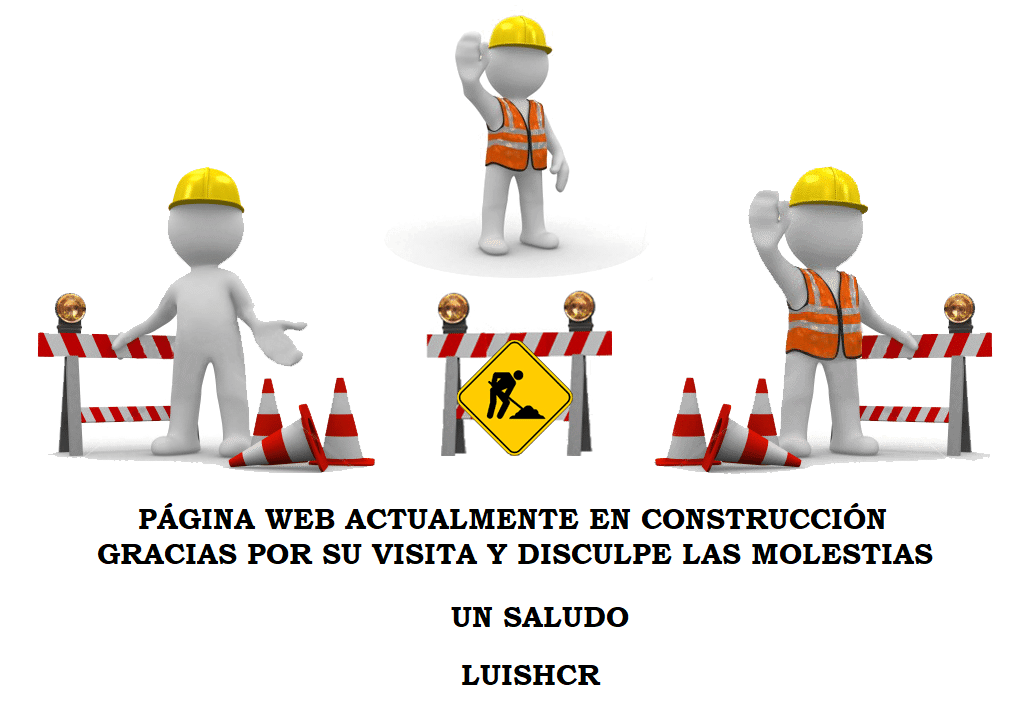 PÁGINA WEB ACTUALMENTE EN CONSTRUCCIÓN
GRACIAS POR SU VISITA Y DISCULPE LAS MOLESTIAS
UN SALUDO
LUISHCR